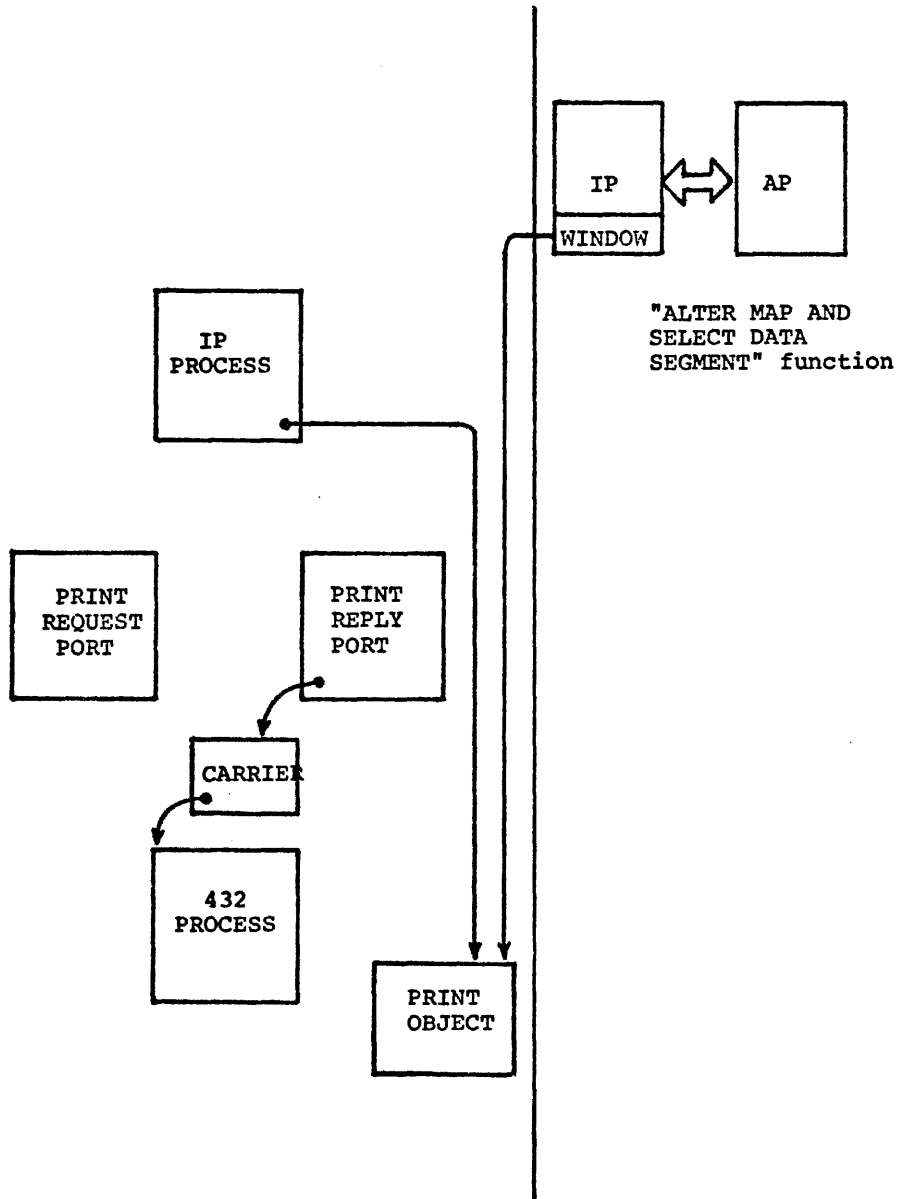 IP
AP
WINDOW
"ALTER MAP AND
SELECT DATA
SEGMENT" function
IP
PROCESS
PRINT
REQUEST
PORT
PRINT
REPLY
PORT
CARRIER
432
PROCESS
PRINT
OBJECT